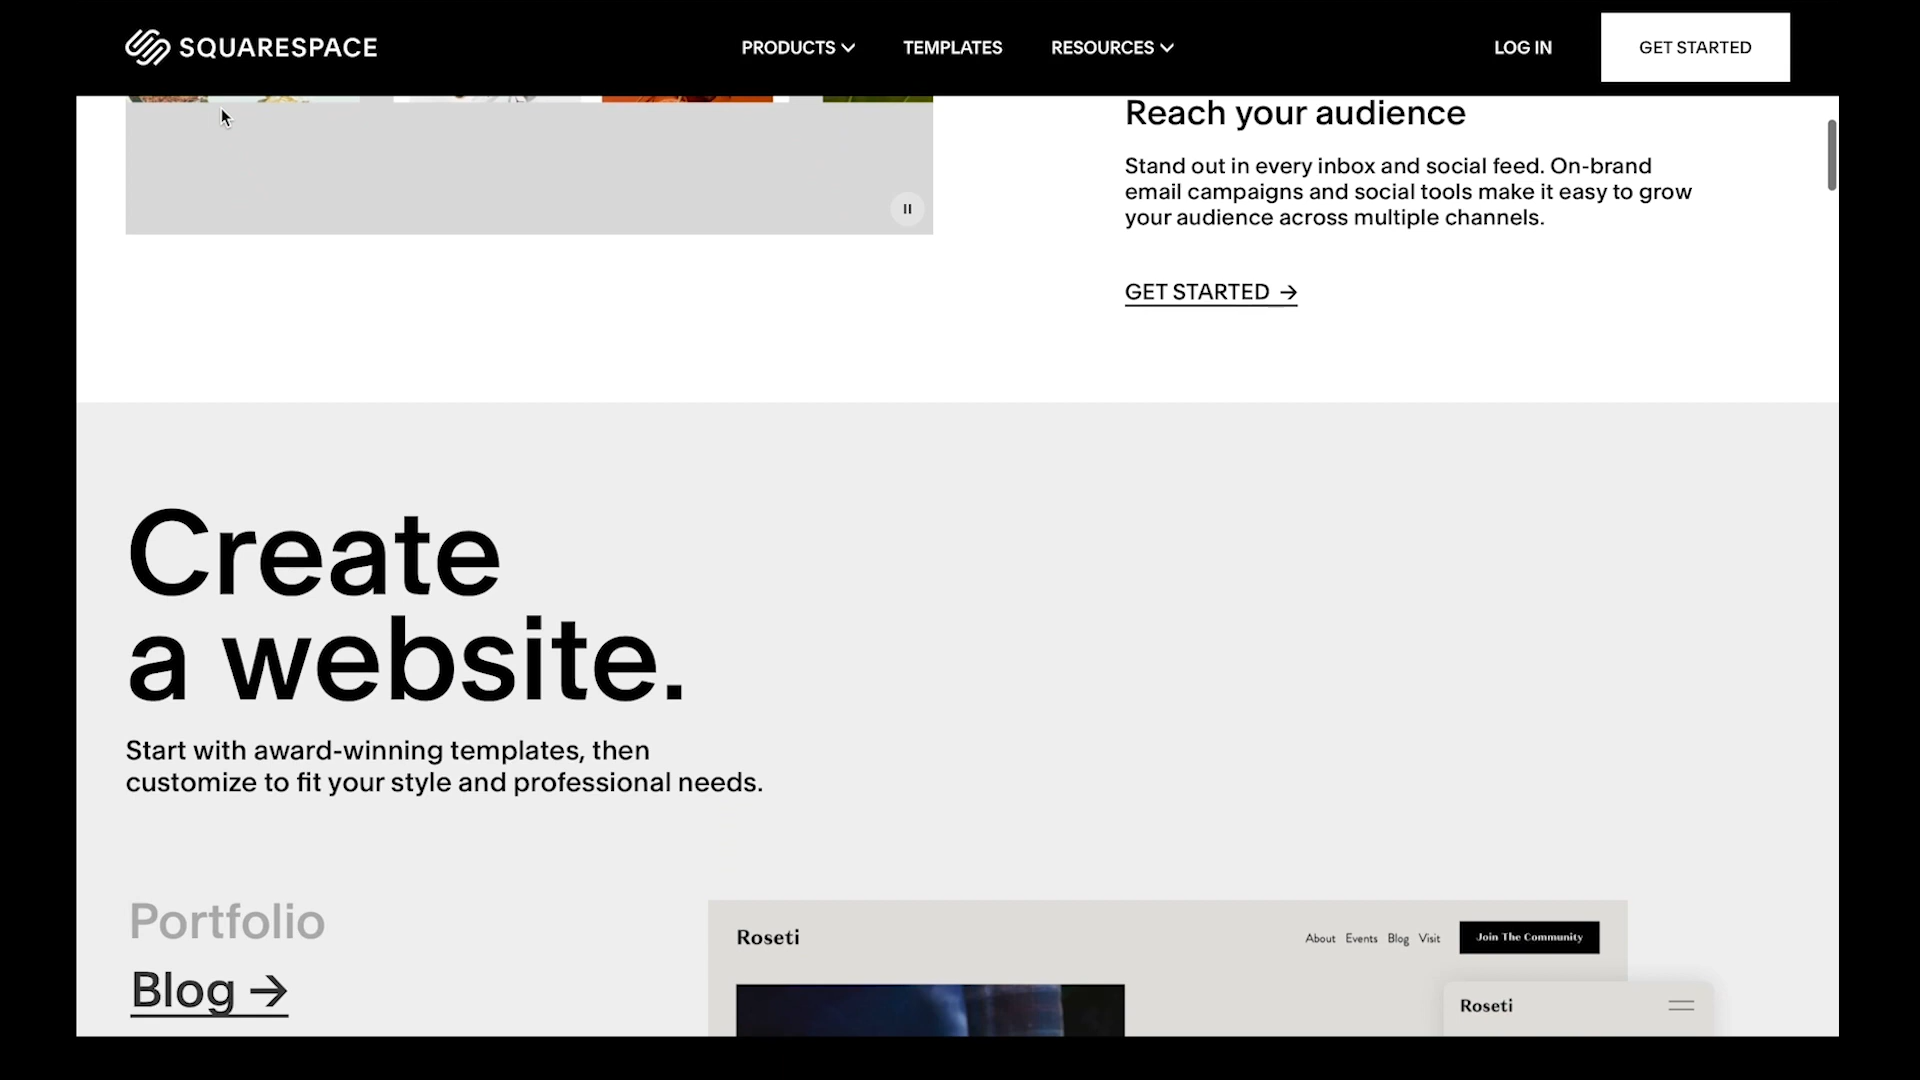 SQUARESPACE
PRODUCTS
TEMPLATES
RESOURCES
LOG IN
GET STARTED
Reach your audience
Stand out in every inbox and social feed. On-brand
email campaigns and social tools make it easy to grow
your audience across multiple channels.
GET STARTED →
Create
a website.
Start with award-winning templates, then
customize to fit your style and professional needs.
Portfolio
Blog →
Roseti
About Events Blog Visit
Join The Community
Roseti